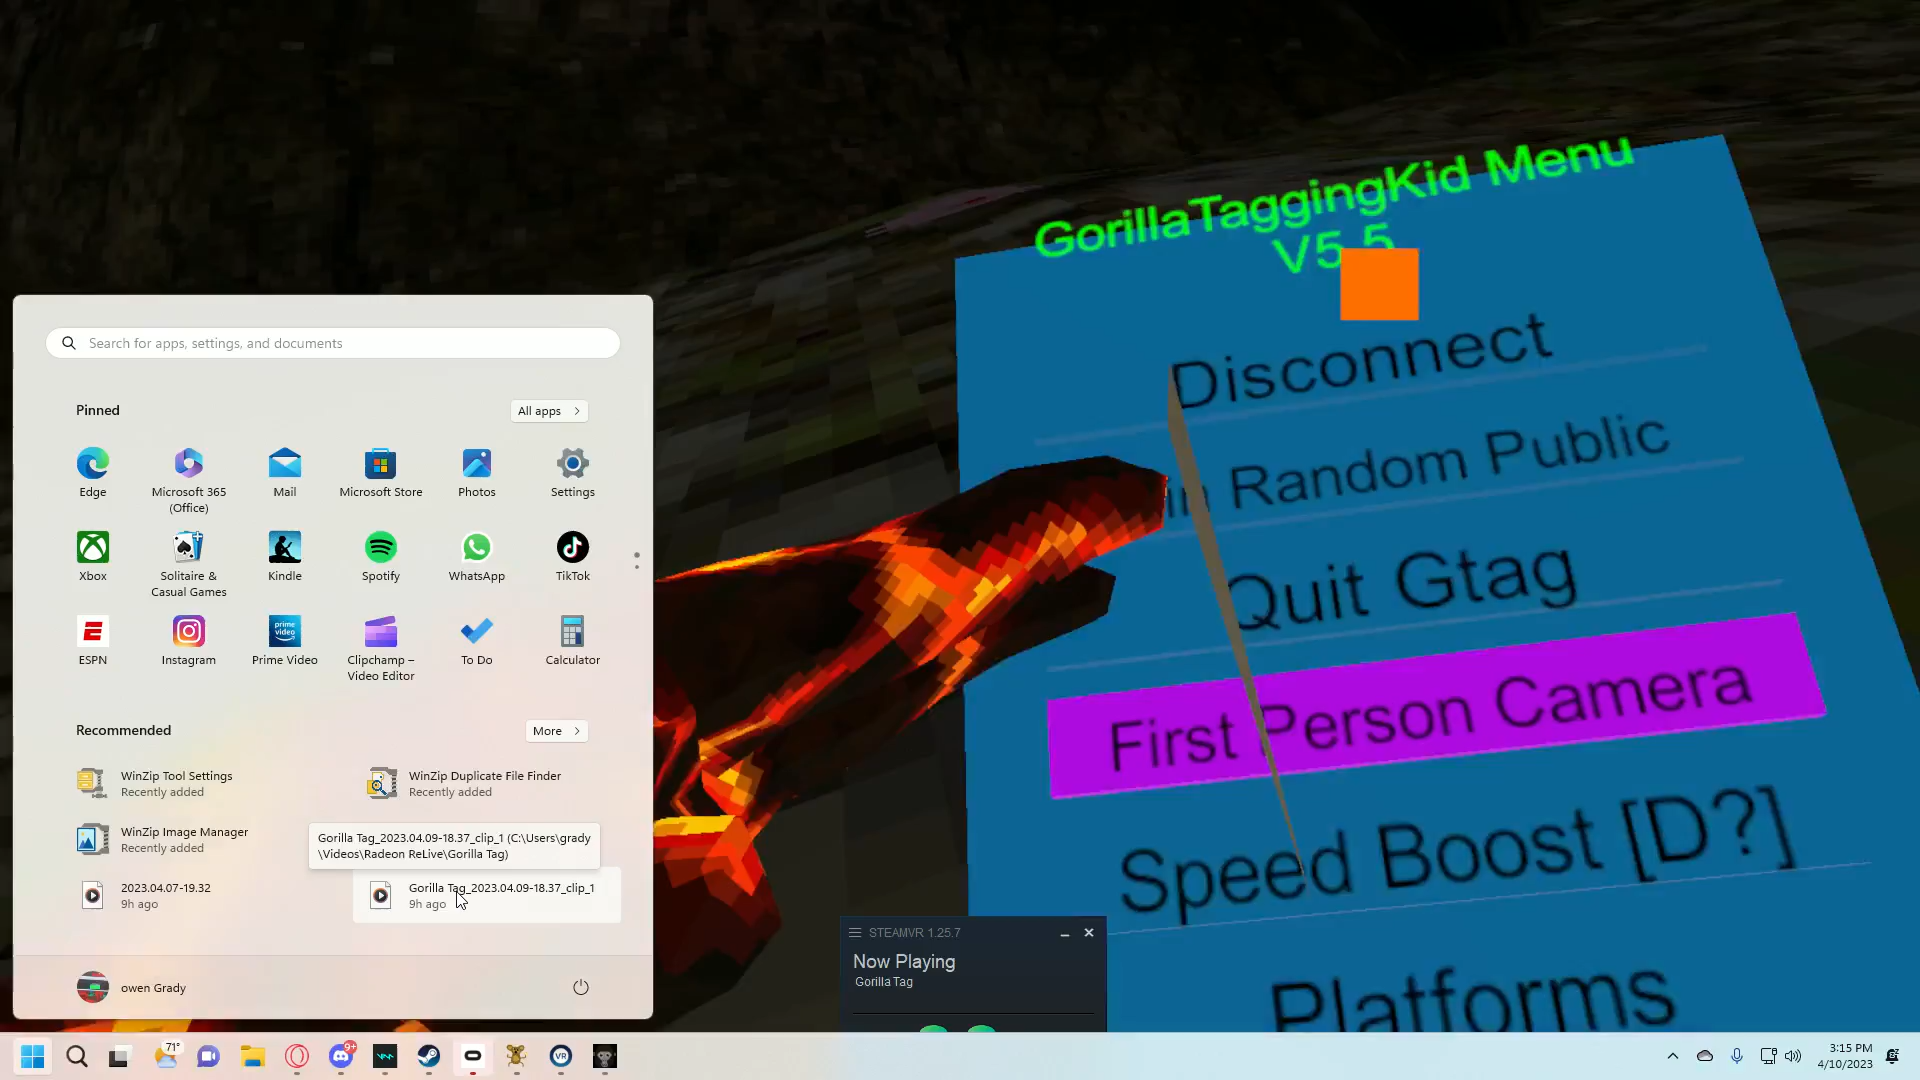 GorillaTaggingKid Menu
V5.5
Disconnect
Random Public
Quit Gtag
First Person Camera
Speed Boost [D?]
Platforms
Search for apps, settings, and documents
Pinned
All apps
Edge
Microsoft 365
(Office)
Mail
Microsoft Store
Photos
Settings
Xbox
Solitaire &
Casual Games
Kindle
Spotify
WhatsApp
TikTok
ESPN
Instagram
prime
video
Prime Video
Clipchamp –
Video Editor
To Do
Calculator
Recommended
More
WinZip Tool Settings
Recently added
WinZip Duplicate File Finder
Recently added
WinZip Image Manager
Recently added
Gorilla Tag_2023.04.09-18.37_clip_1 (C:\Users\grady
\Videos\Radeon ReLive\Gorilla Tag)
2023.04.07-19.32
9h ago
Gorilla Tag_2023.04.09-18.37_clip_1
9h ago
owen Grady
STEAMVR 1.25.7
Now Playing
Gorilla Tag
71°
9+
VR
3:15 PM
4/10/2023